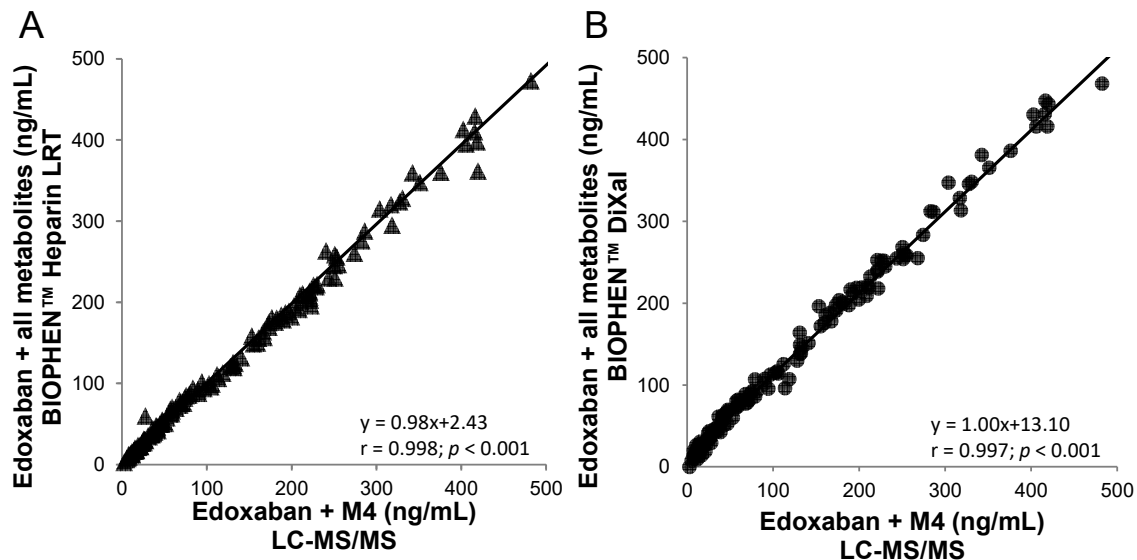 A
Edoxaban + all metabolites (ng/mL)
BIOPHEN™ Heparin LRT
500
400
300
200
100
0
0 100 200 300 400 500
y = 0.98x+2.43
r = 0.998; p < 0.001
Edoxaban + M4 (ng/mL)
LC-MS/MS
B
Edoxaban + all metabolites (ng/mL)
BIOPHEN™ DiXal
500
400
300
200
100
0
0 100 200 300 400 500
y = 1.00x+13.10
r = 0.997; p < 0.001
Edoxaban + M4 (ng/mL)
LC-MS/MS